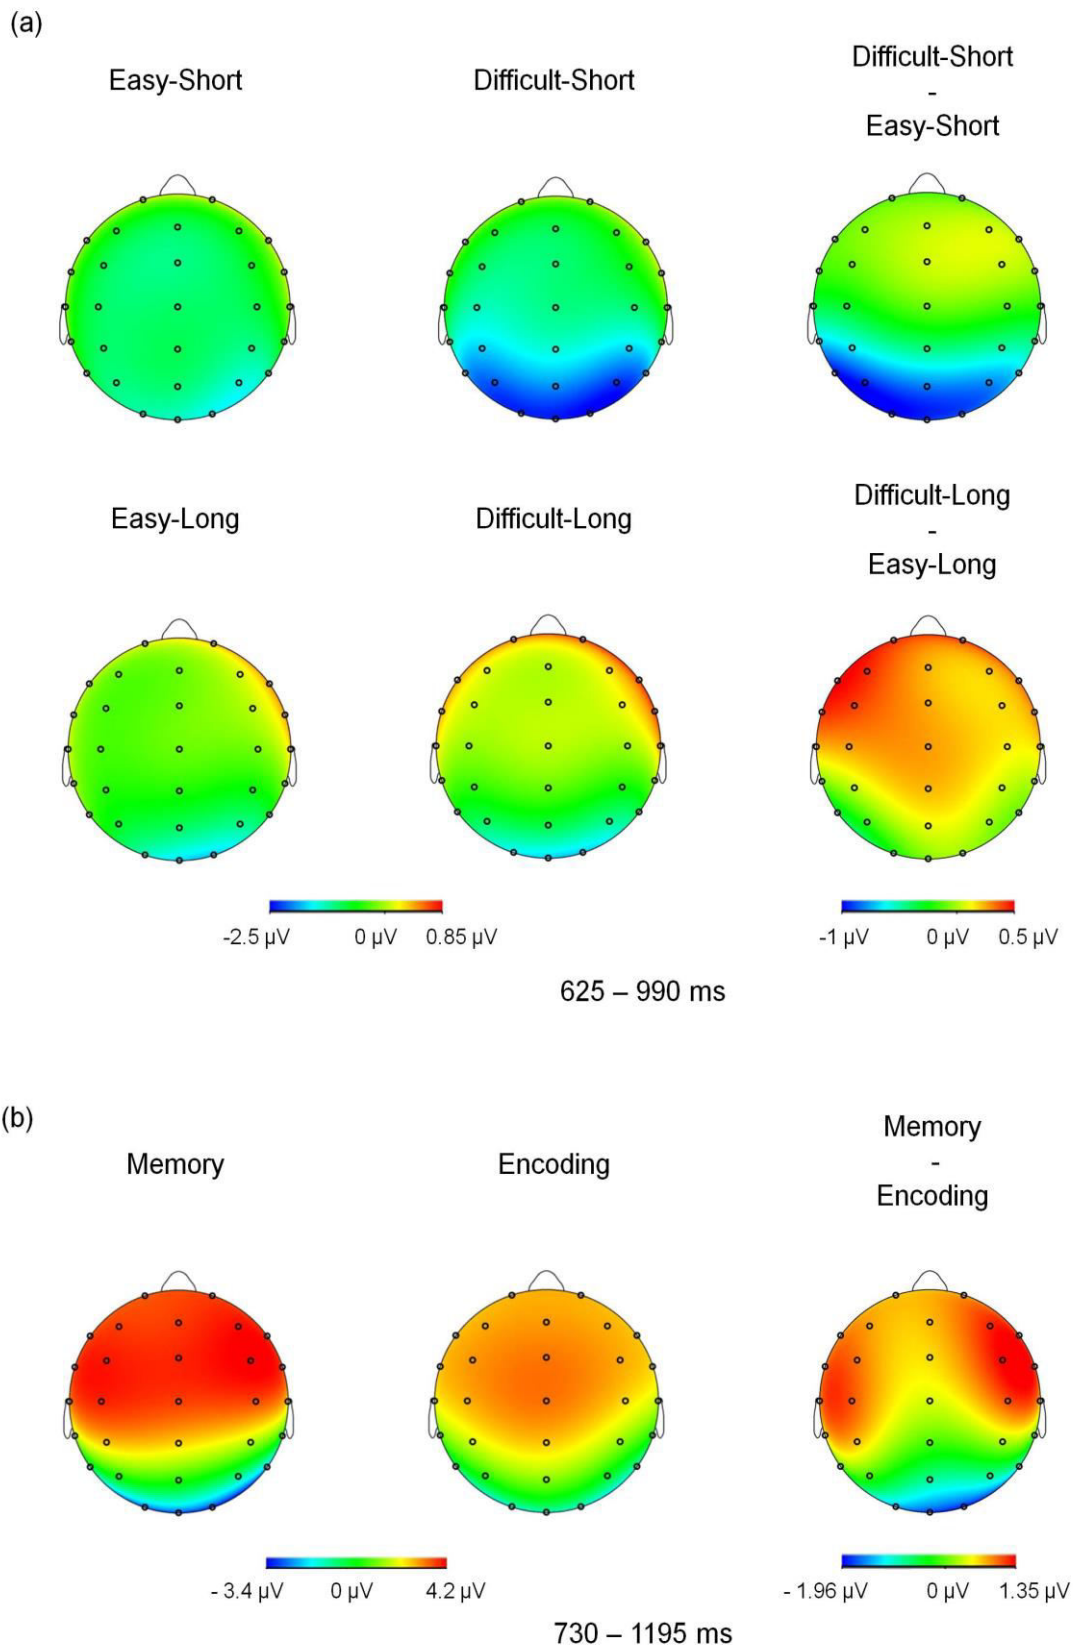 (a)
Easy-Short
Difficult-Short
Difficult-Short
-
Easy-Short
Easy-Long
Difficult-Long
Difficult-Long
-
Easy-Long
-2.5 µV 0 µV 0.85 µV
-1 µV 0 µV 0.5 µV
625 – 990 ms
(b)
Memory
Encoding
Memory
-
Encoding
- 3.4 µV 0 µV 4.2 µV
- 1.96 µV 0 µV 1.35 µV
730 – 1195 ms